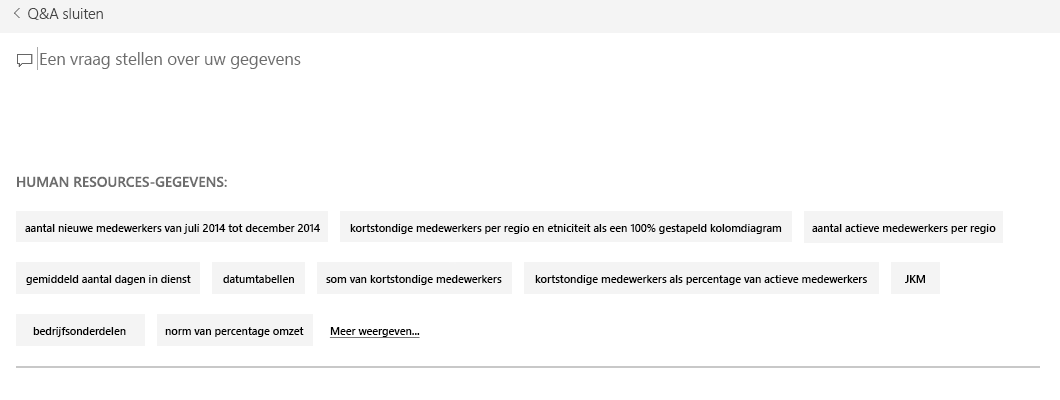 Q&A sluiten
Een vraag stellen over uw gegevens
HUMAN RESOURCES-GEGEVENS:
aantal nieuwe medewerkers van juli 2014 tot december 2014 kortstondige medewerkers per regio en etniciteit als een 100% gestapeld kolomdiagram aantal actieve medewerkers per regio
gemiddeld aantal dagen in dienst datumtabellen som van kortstondige medewerkers kortstondige medewerkers als percentage van actieve medewerkers JKM
bedrijfsonderdelen norm van percentage omzet Meer weergeven...